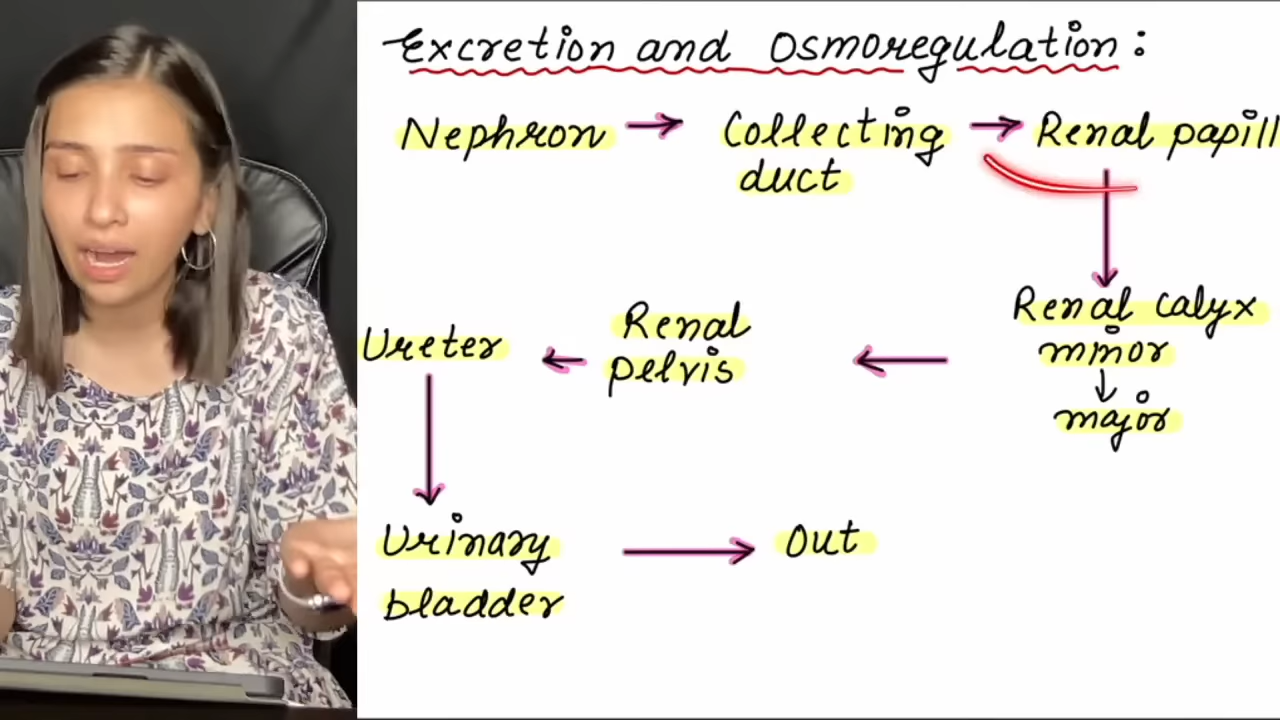 Excretion and Osmoregulation :
Nephron → Collecting → Renal papill
duct
Renal calyx
minor
↓
major
Ureter ← Renal ←
pelvis
Urinary → Out
bladder